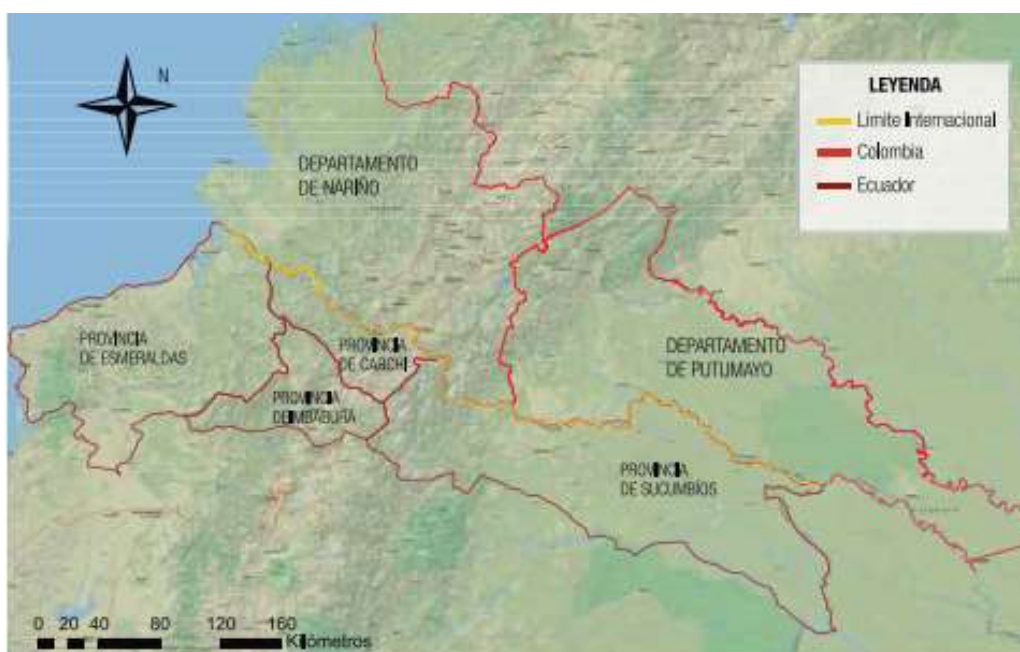 N
LEYENDA
Límite Internacional
Colombia
Ecuador
DEPARTAMENTO
DE NARIÑO
PROVINCIA
DE ESMERALDAS
PROVINCIA
DE CARCHI
PROVINCIA
DE IMBABURA
DEPARTAMENTO
DE PUTUMAYO
PROVINCIA
DE SUCUMBÍOS
0 20 40 80 120 160
Kilómetros